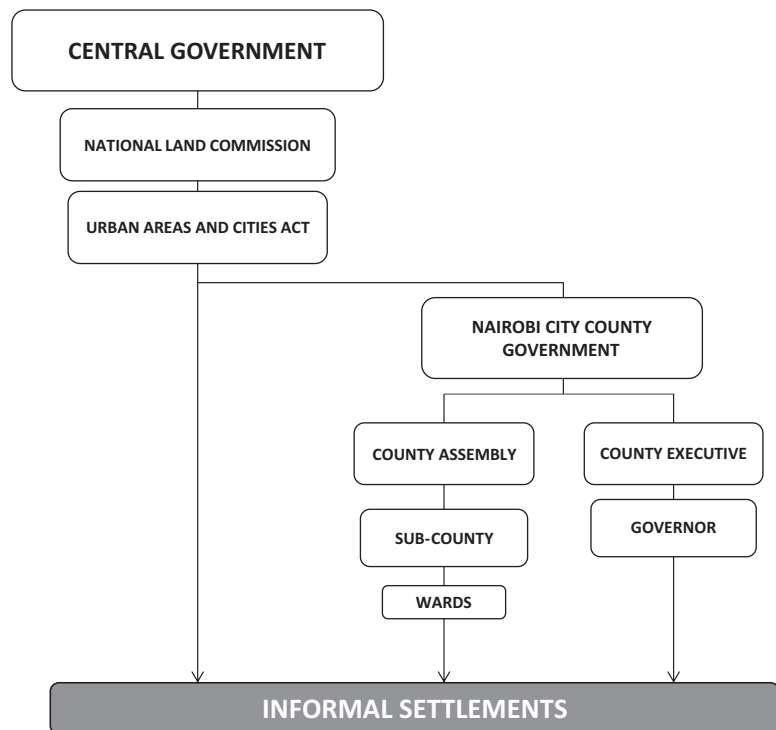 CENTRAL GOVERNMENT
NATIONAL LAND COMMISSION
URBAN AREAS AND CITIES ACT
NAIROBI CITY COUNTY
GOVERNMENT
COUNTY ASSEMBLY
COUNTY EXECUTIVE
SUB-COUNTY
GOVERNOR
WARDS
INFORMAL SETTLEMENTS